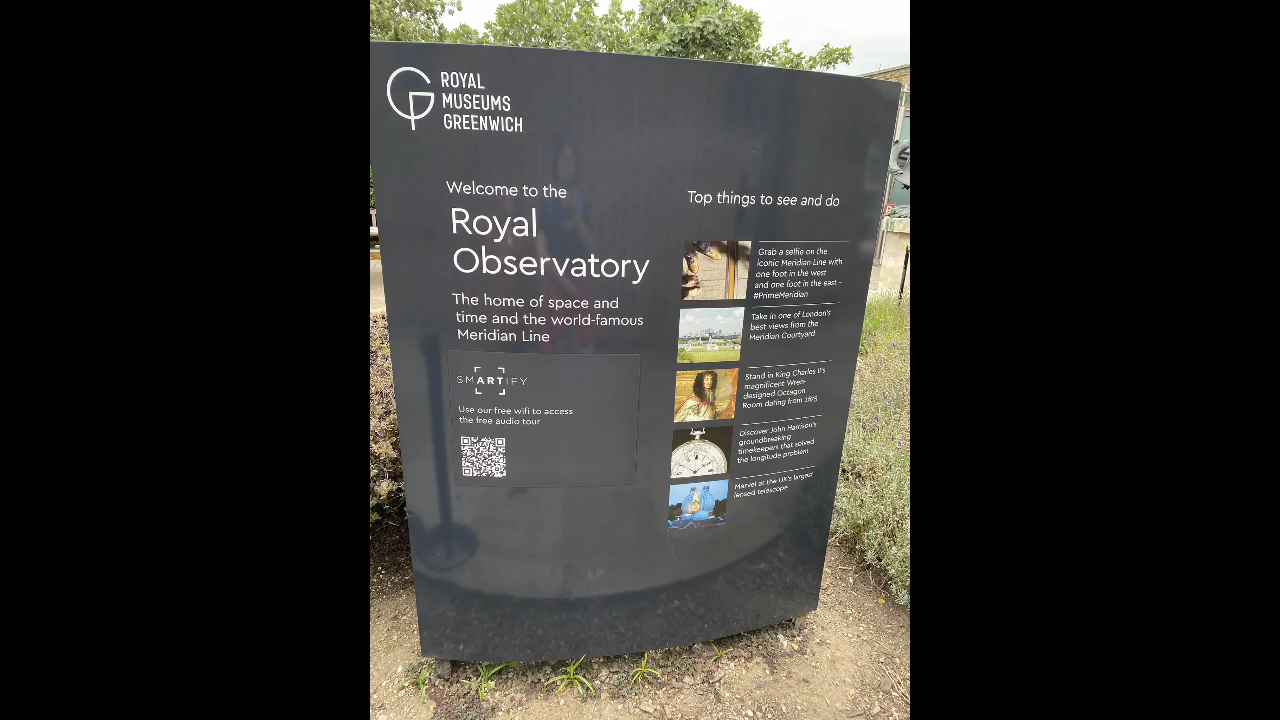 ROYAL
MUSEUMS
GREENWICH
Welcome to the
Royal
Observatory
The home of space and
time and the world-famous
Meridian Line
SMARTIFY
Use our free wifi to access
the free audio tour
Top things to see and do
Grab a selfie on the
iconic Meridian Line with
one foot in the west
and one foot in the east -
#PrimeMeridian
Take in one of London's
best views from the
Meridian Courtyard
Stand in King Charles II's
magnificent Wren-
designed Octagon
Room dating from 1675
Discover John Harrison's
groundbreaking
timekeepers that solved
the longitude problem
Marvel at the UK's largest
lensed telescope